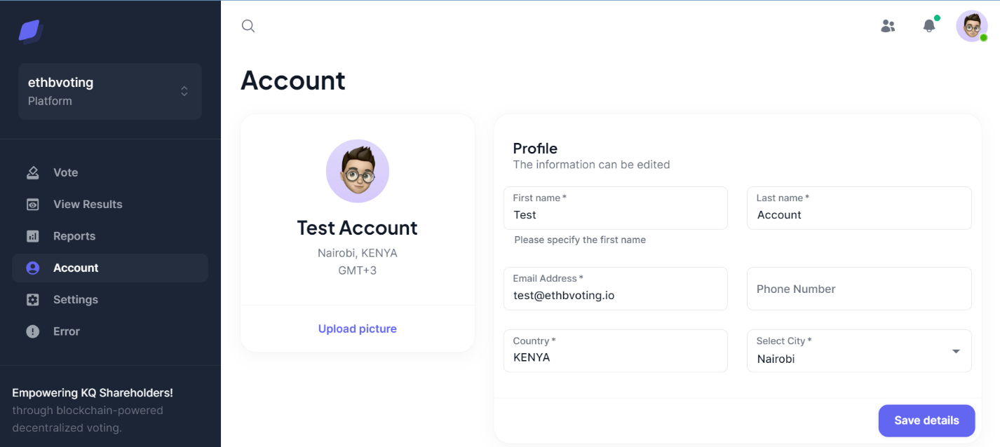 ethbvoting
Platform
Vote
View Results
Reports
Account
Settings
Error
Empowering KQ Shareholders!
through blockchain-powered
decentralized voting.
Account
Test Account
Nairobi, KENYA
GMT+3
Upload picture
Profile
The information can be edited
First name *
Test
Please specify the first name
Last name *
Account
Email Address *
test@ethbvoting.io
Phone Number
Country *
KENYA
Select City *
Nairobi
Save details